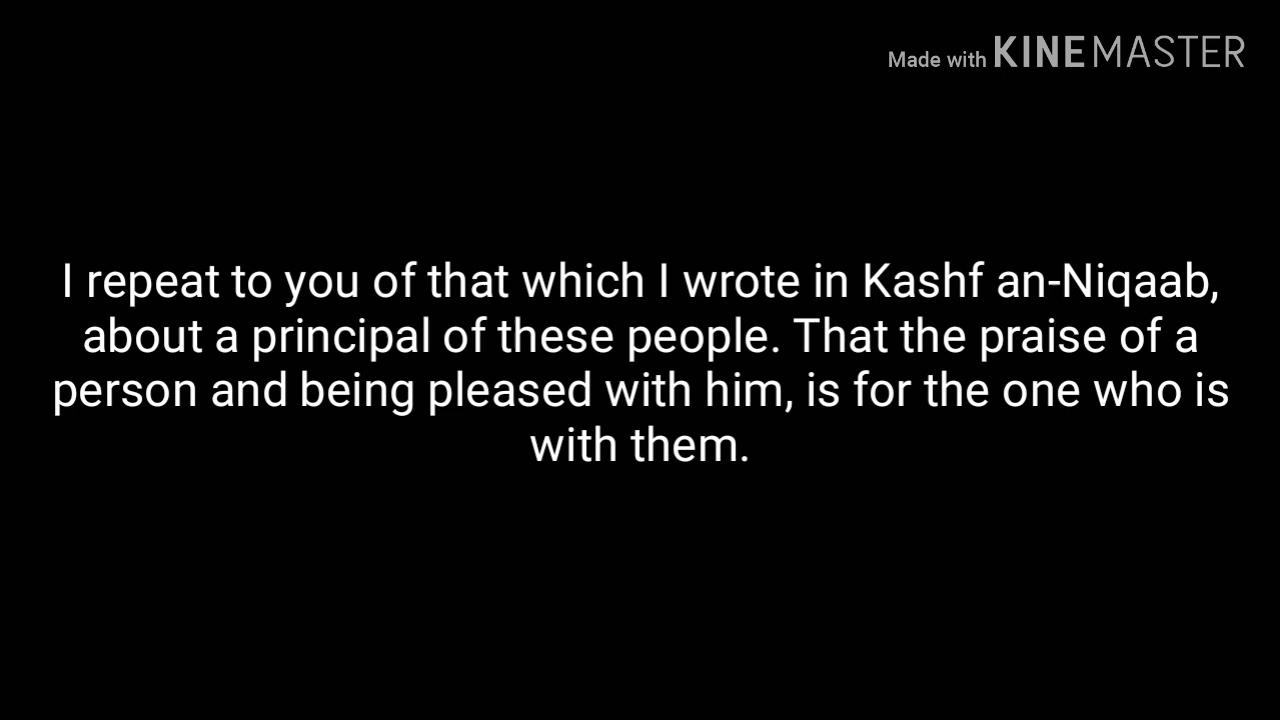 Made with KINEMASTER
I repeat to you of that which I wrote in Kashf an-Niqaab,
about a principal of these people. That the praise of a
person and being pleased with him, is for the one who is
with them.